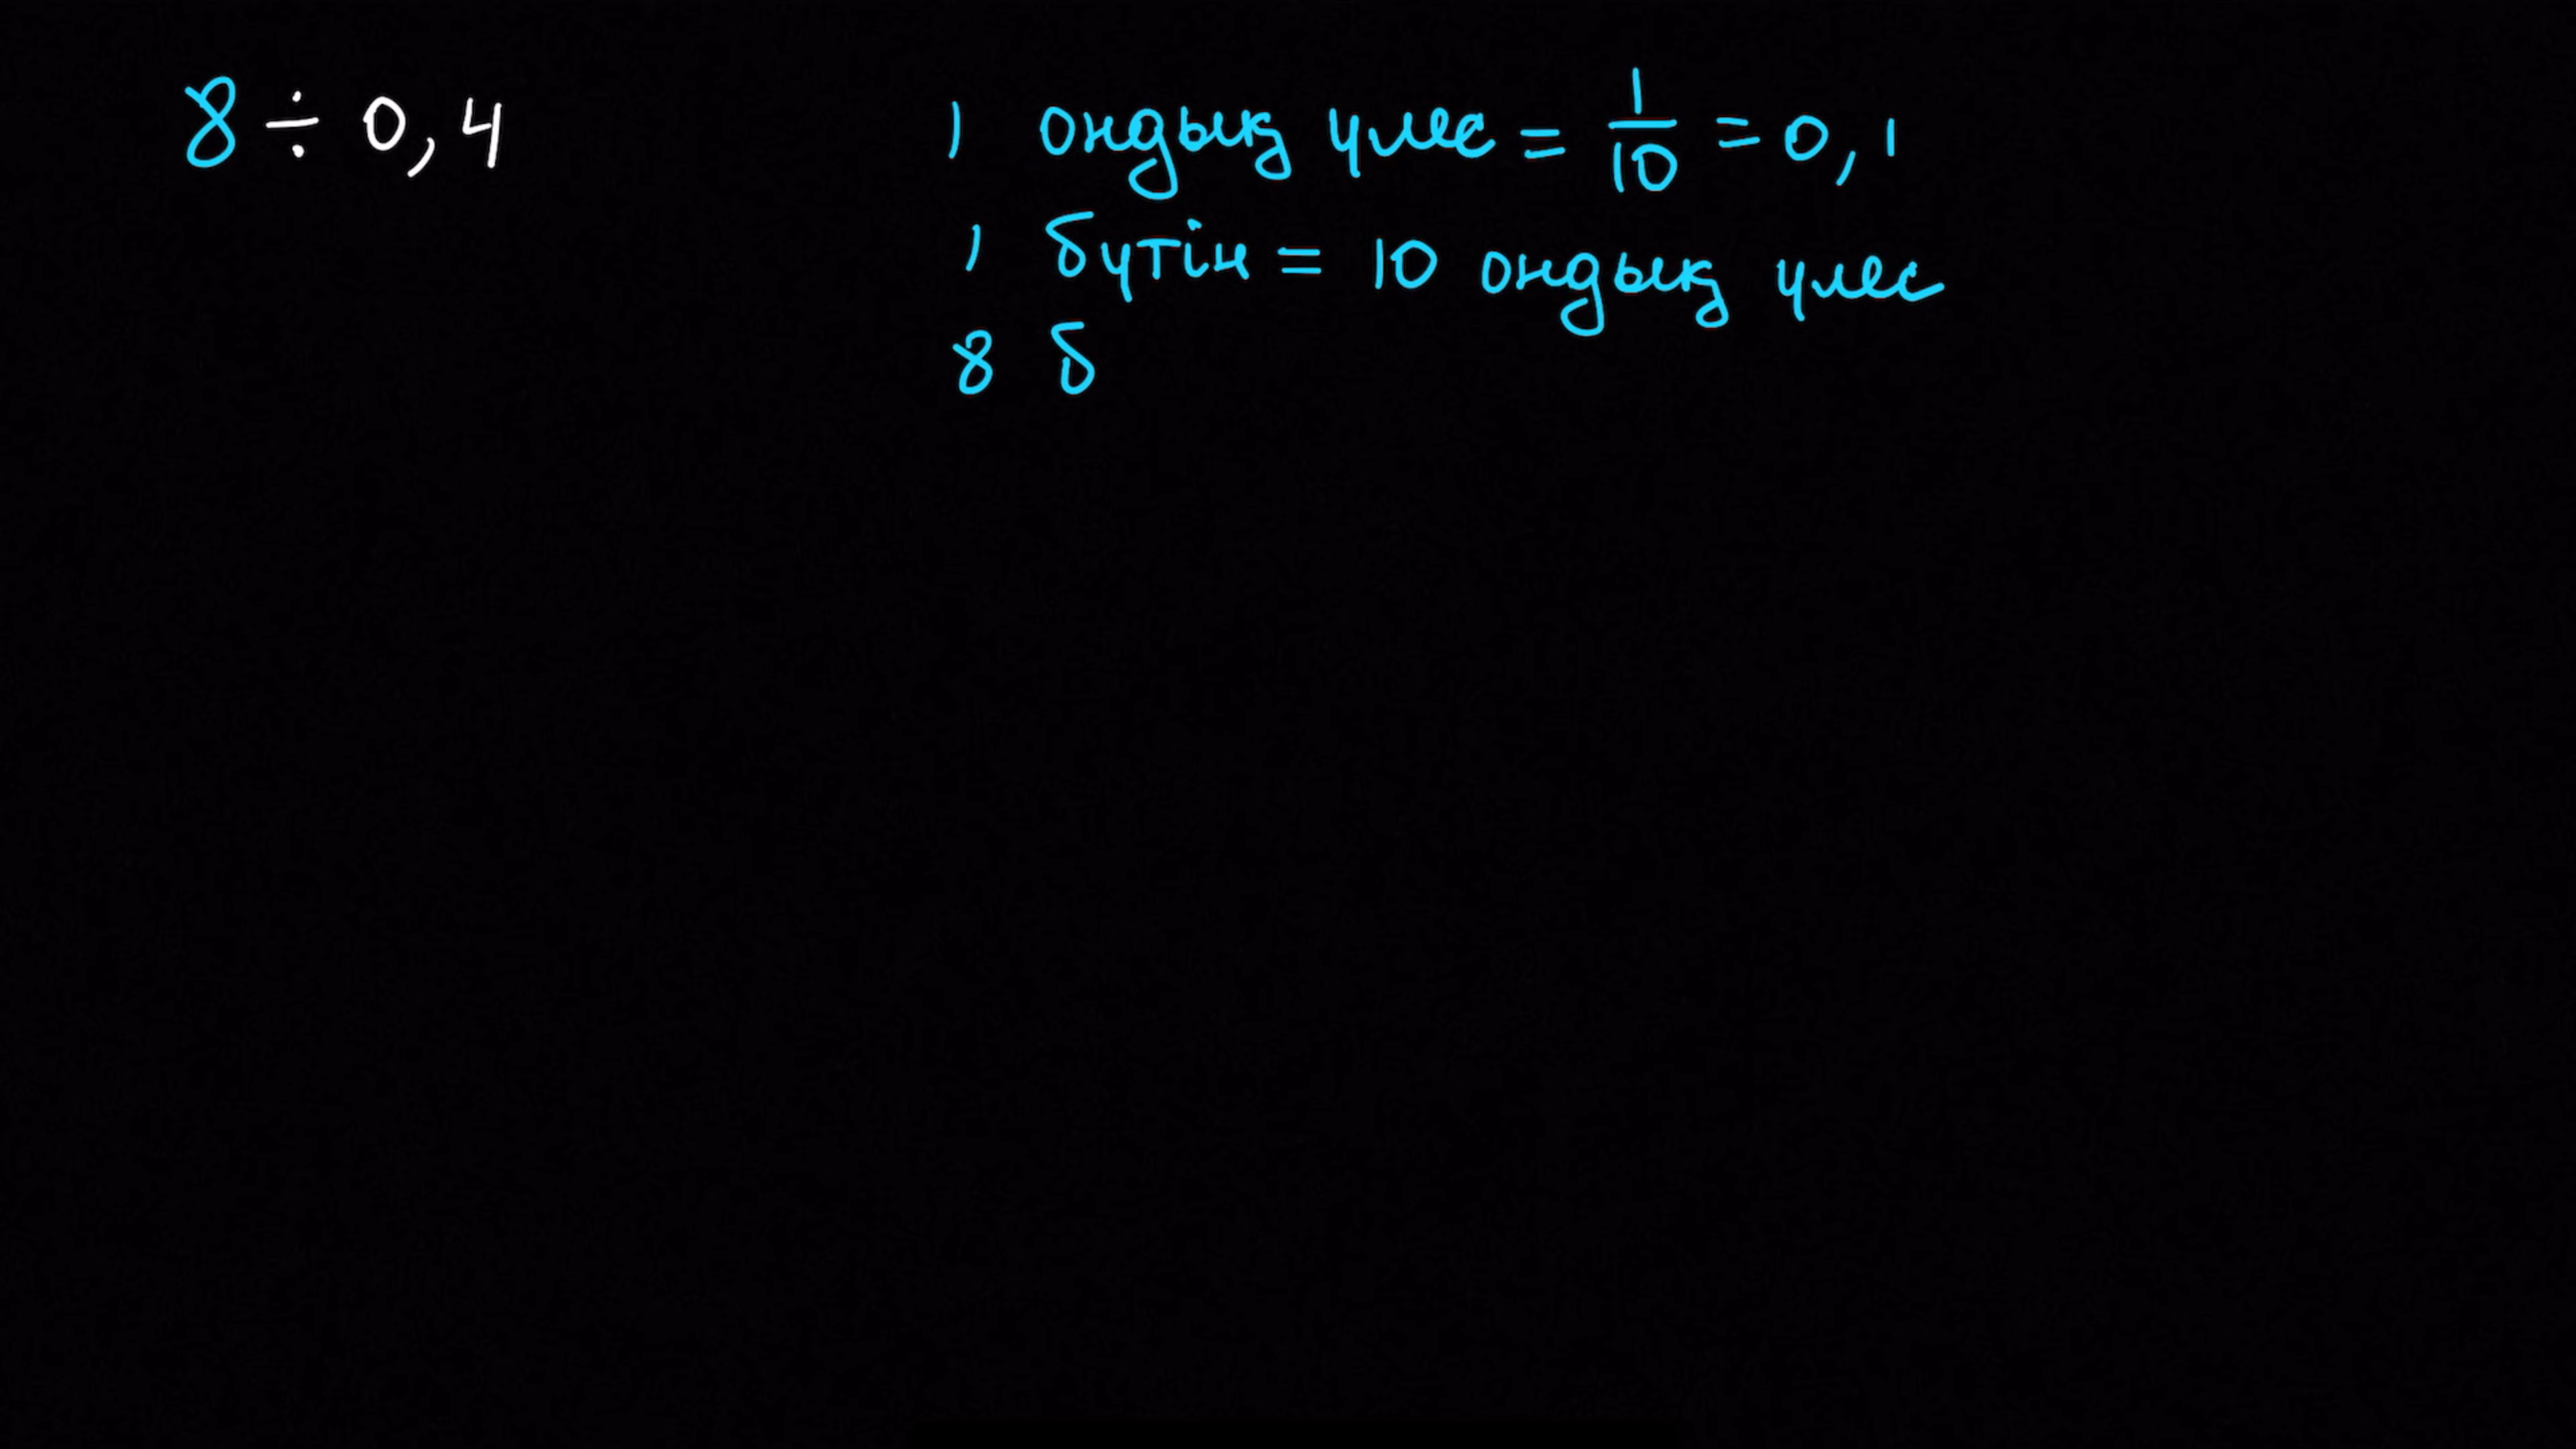 8 ÷ 0,4
1 ондық үлес = 1/10 = 0,1
1 бүтін = 10 ондық үлес
8 б